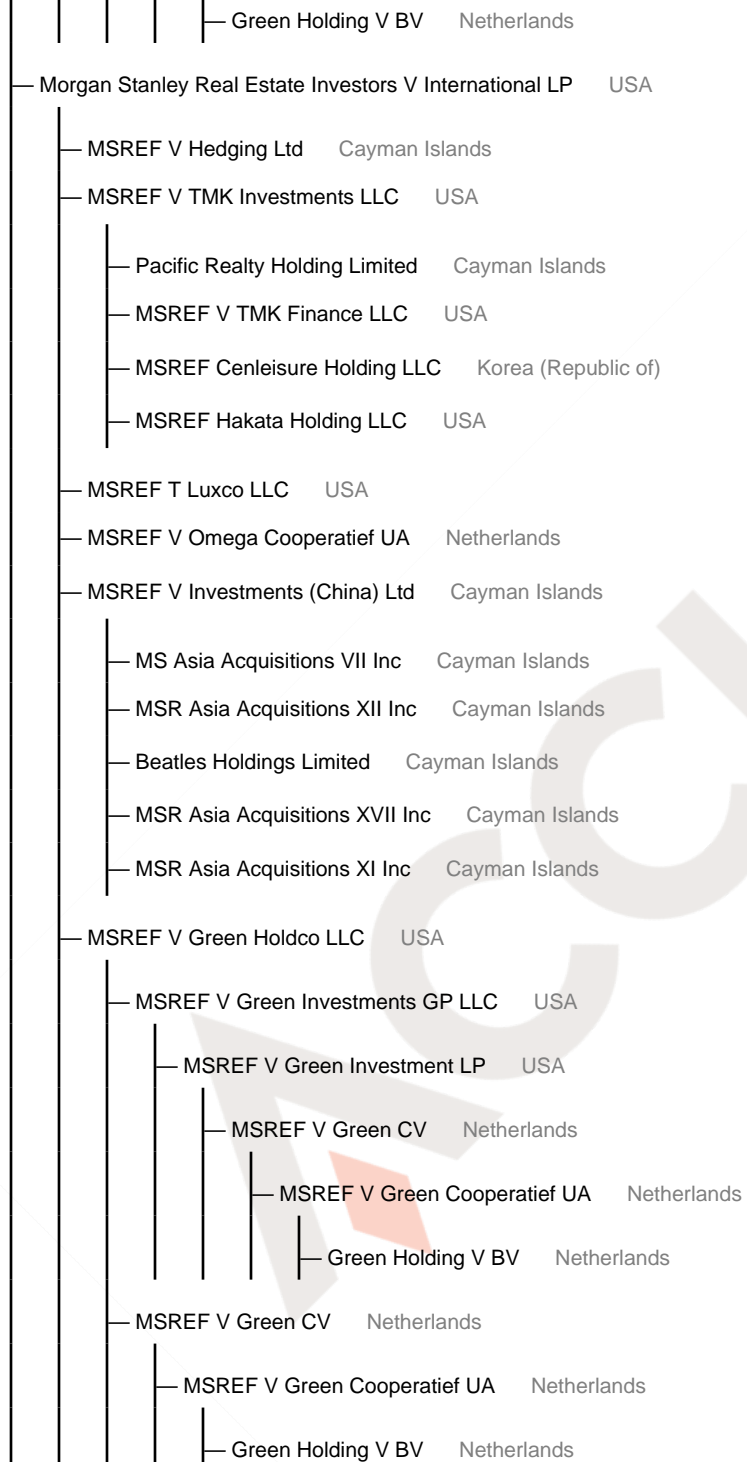 Green Holding V BV Netherlands
Morgan Stanley Real Estate Investors V International LP USA
MSREF V Hedging Ltd Cayman Islands
MSREF V TMK Investments LLC USA
Pacific Realty Holding Limited Cayman Islands
MSREF V TMK Finance LLC USA
MSREF Cenleisure Holding LLC Korea (Republic of)
MSREF Hakata Holding LLC USA
MSREF T Luxco LLC USA
MSREF V Omega Cooperatief UA Netherlands
MSREF V Investments (China) Ltd Cayman Islands
MS Asia Acquisitions VII Inc Cayman Islands
MSR Asia Acquisitions XII Inc Cayman Islands
Beatles Holdings Limited Cayman Islands
MSR Asia Acquisitions XVII Inc Cayman Islands
MSR Asia Acquisitions XI Inc Cayman Islands
MSREF V Green Holdco LLC USA
MSREF V Green Investments GP LLC USA
MSREF V Green Investment LP USA
MSREF V Green CV Netherlands
MSREF V Green Cooperatief UA Netherlands
Green Holding V BV Netherlands
MSREF V Green CV Netherlands
MSREF V Green Cooperatief UA Netherlands
Green Holding V BV Netherlands